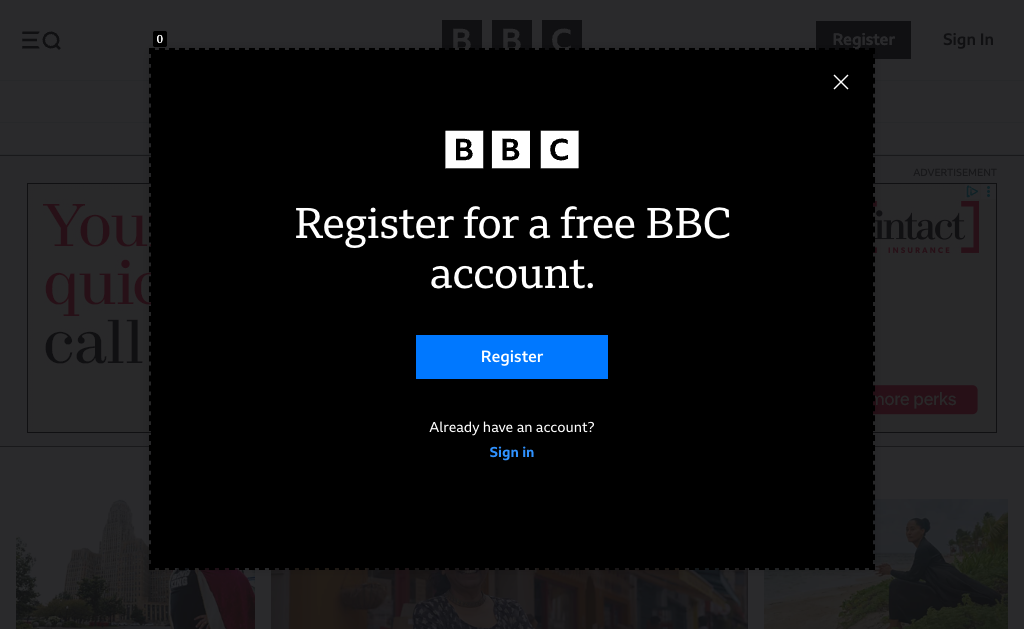 0
BBC
Register
Sign In
ADVERTISEMENT
You
quic
call
intact
INSURANCE
more perks
BBC
Register for a free BBC
account.
Register
Already have an account?
Sign in